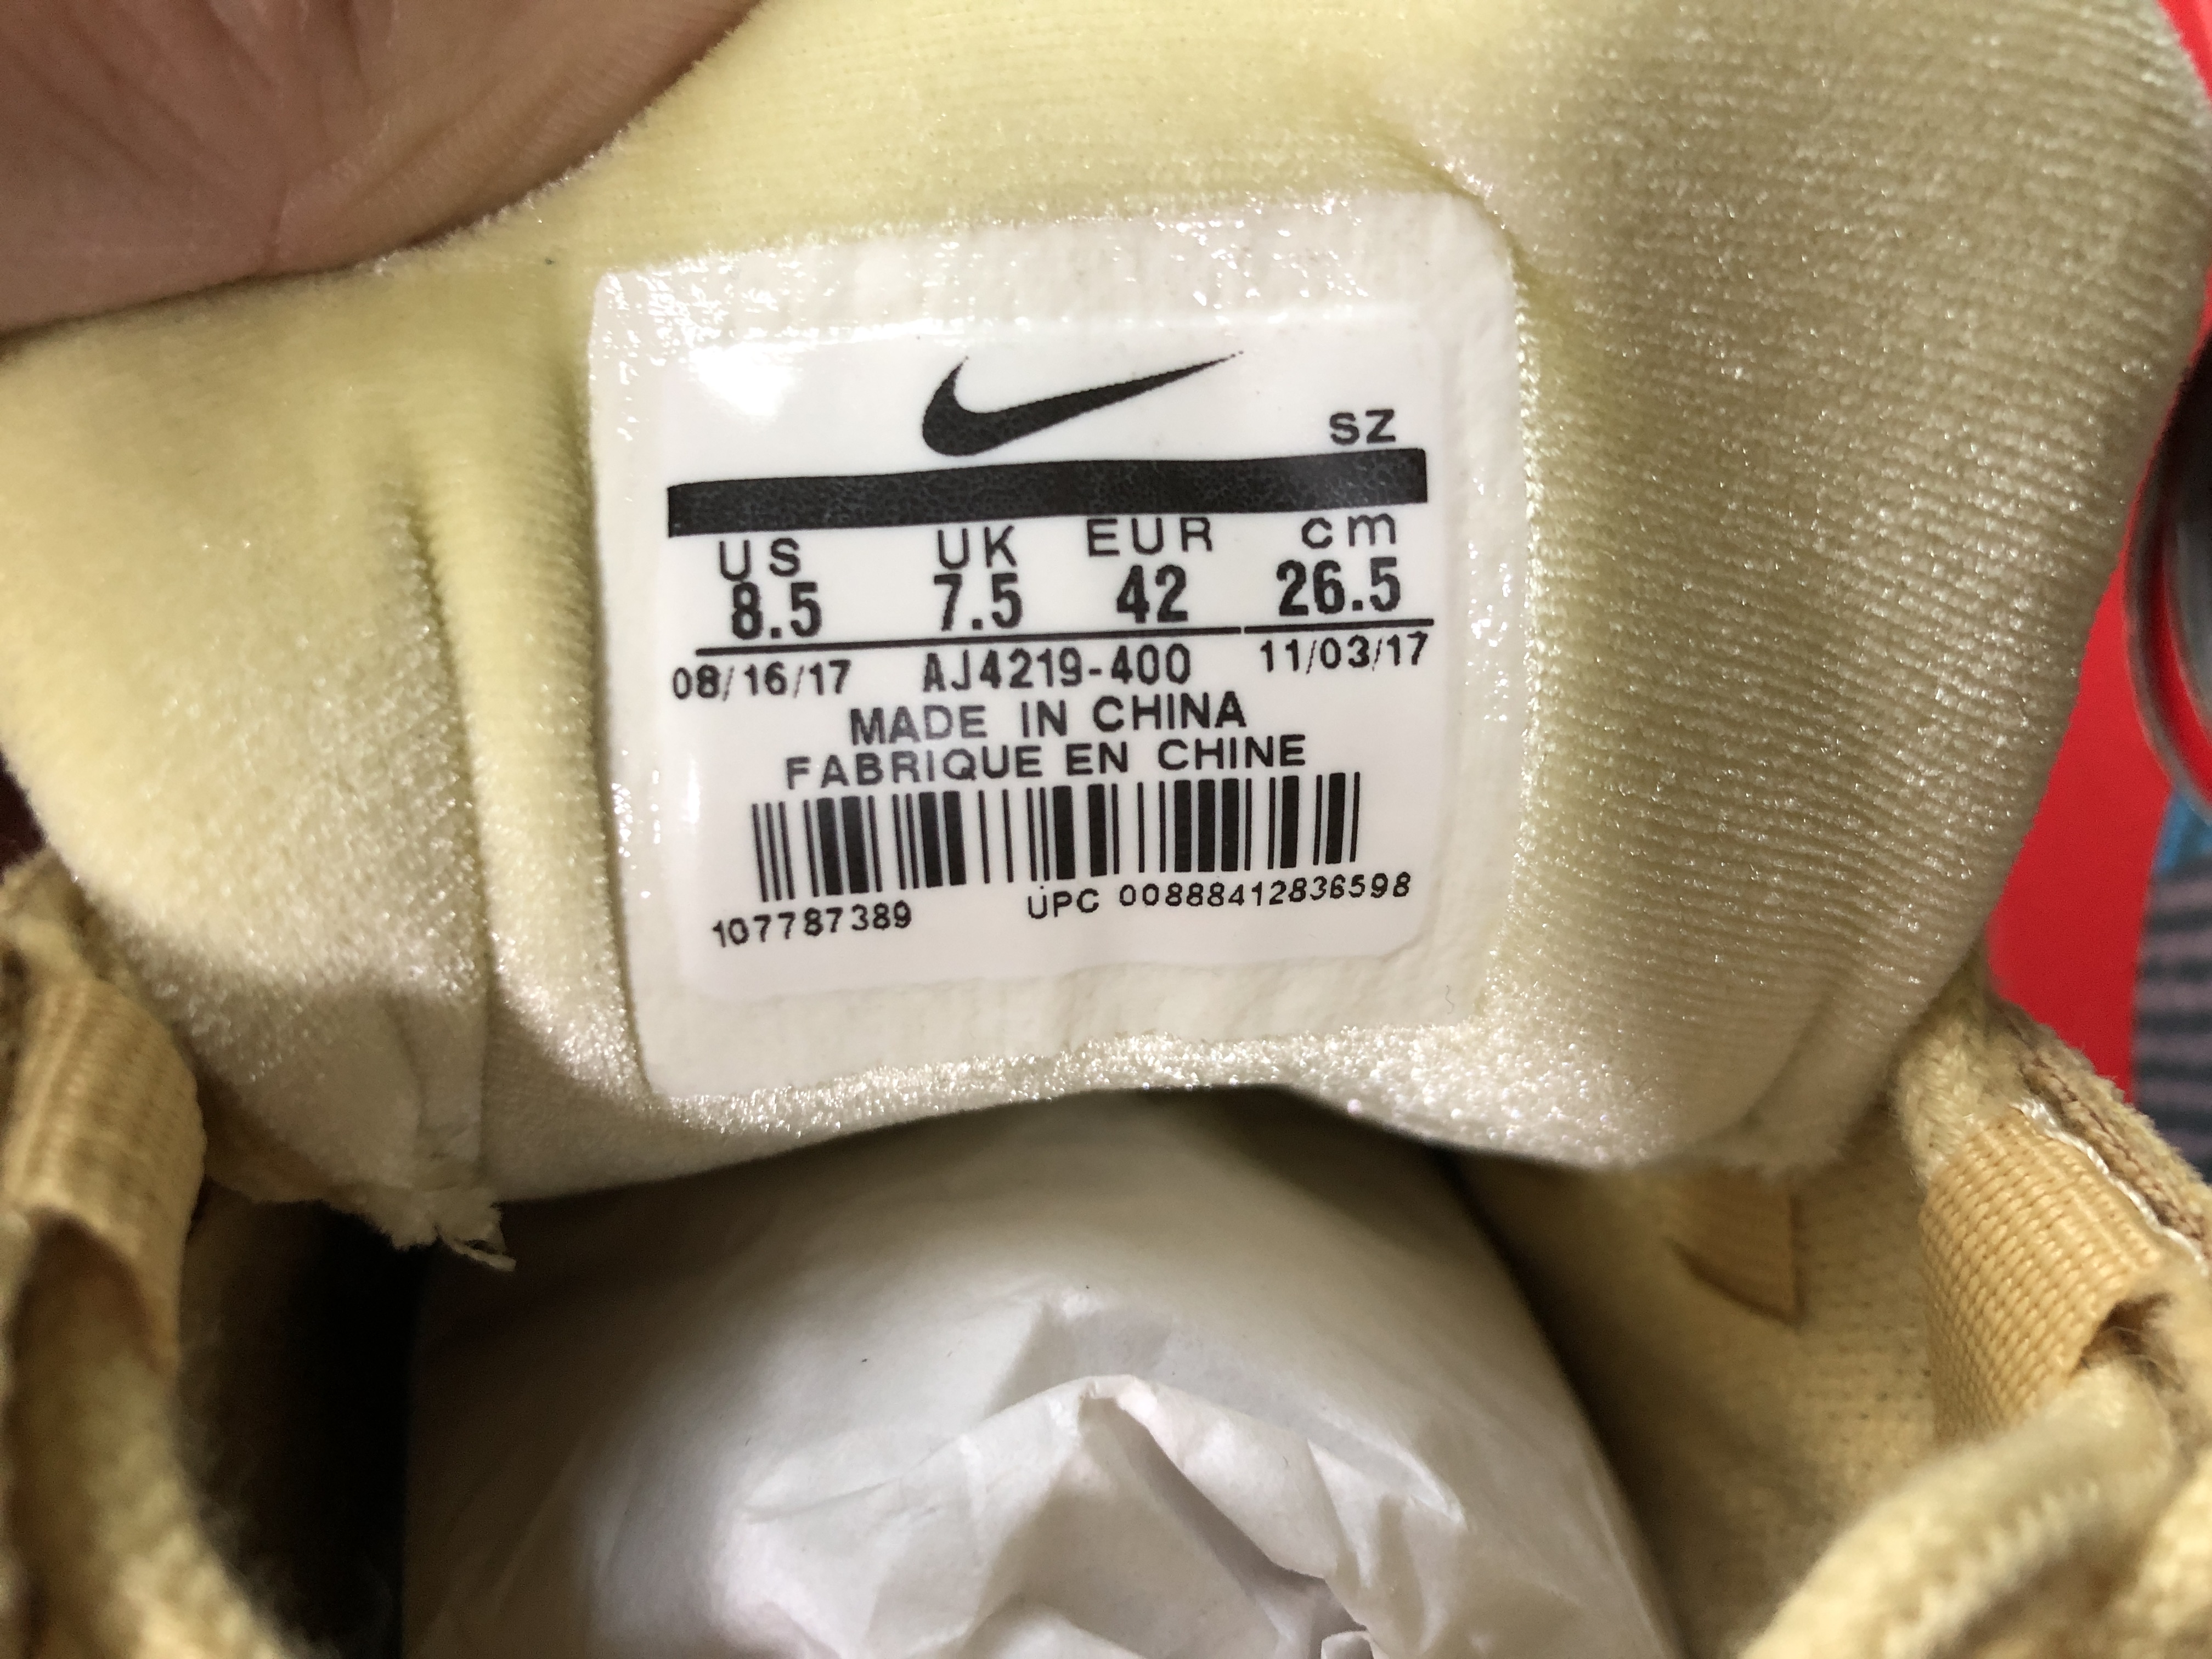 SZ
US UK EUR cm
8.5 7.5 42 26.5
08/16/17 AJ4219-400 11/03/17
MADE IN CHINA
FABRIQUE EN CHINE
107787389 UPC 00888412836598